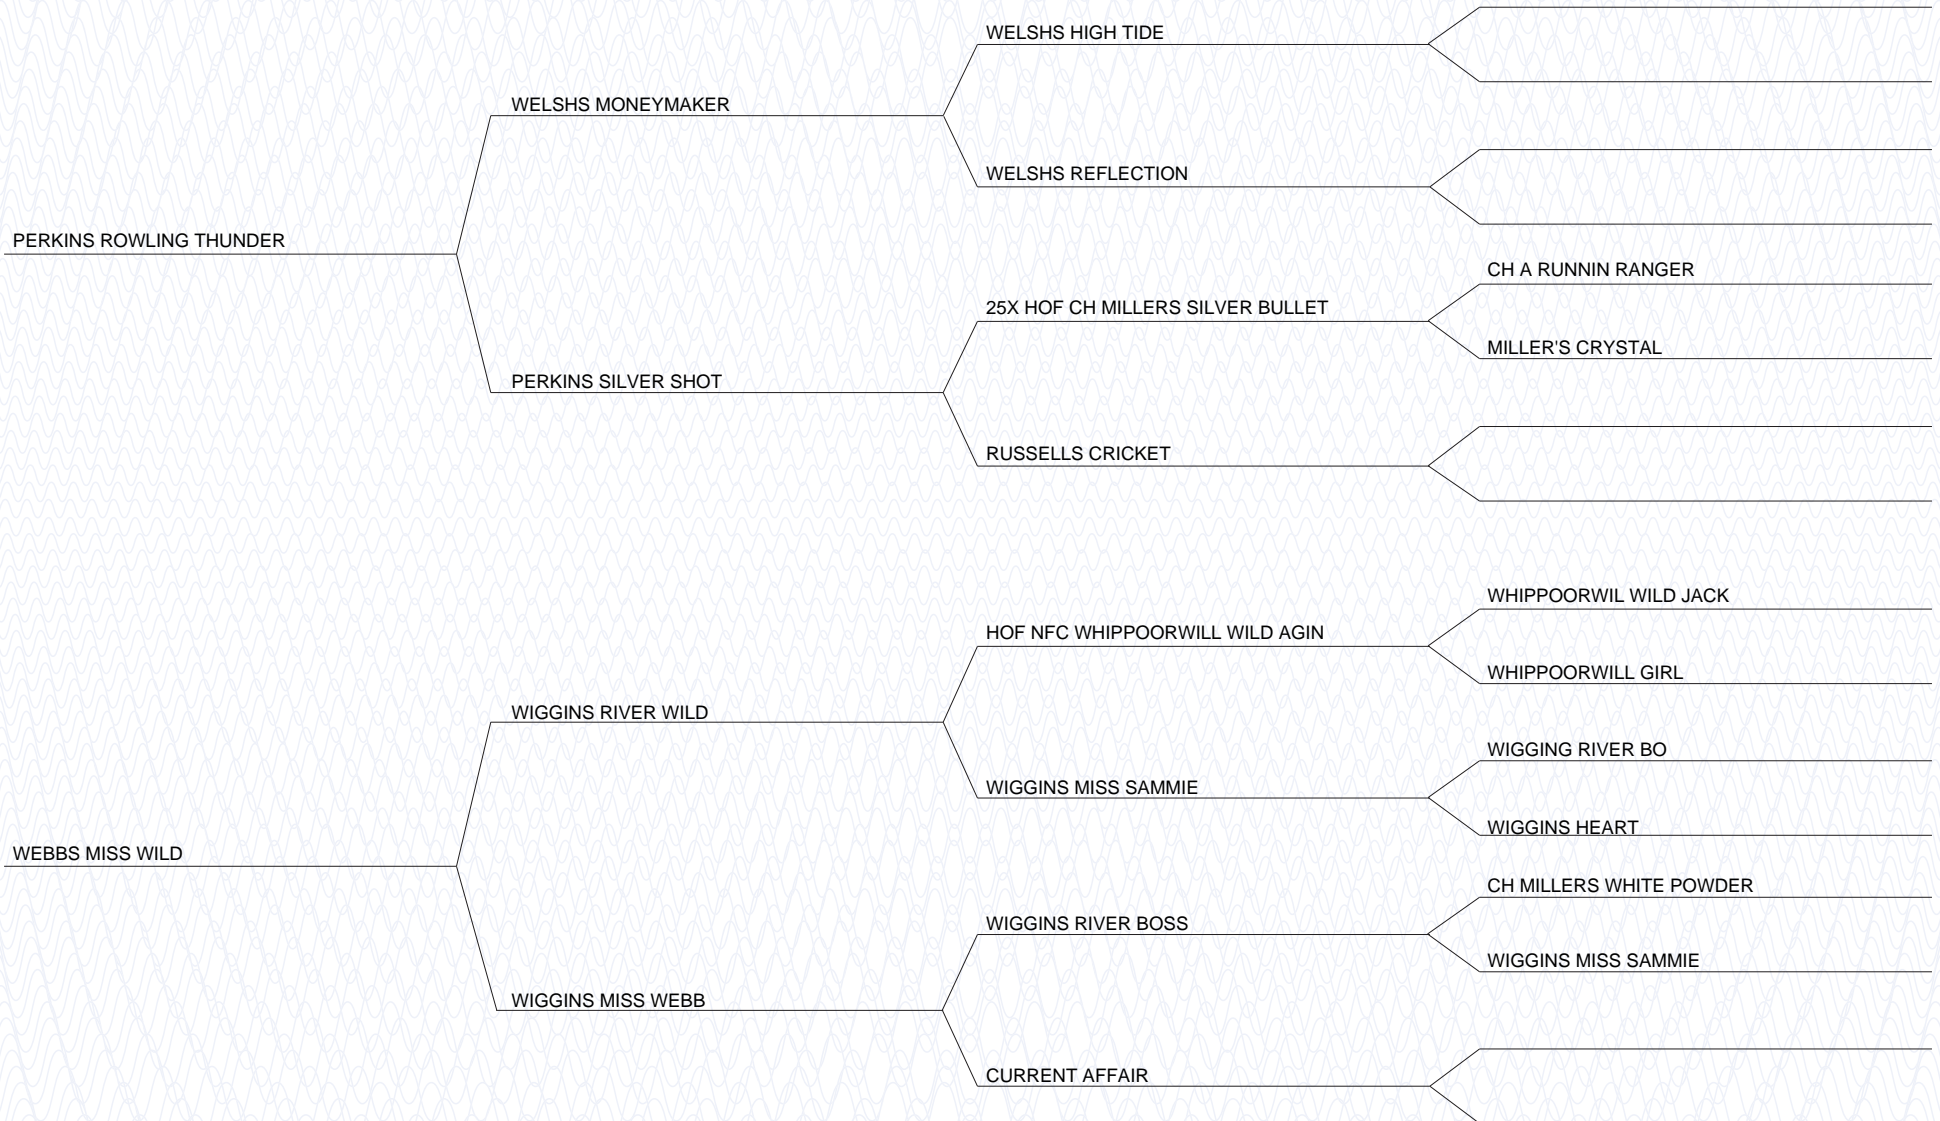 WELSHS HIGH TIDE
WELSHS MONEYMAKER
WELSHS REFLECTION
PERKINS ROWLING THUNDER
CH A RUNNIN RANGER
25X HOF CH MILLERS SILVER BULLET
MILLER'S CRYSTAL
PERKINS SILVER SHOT
RUSSELLS CRICKET
WHIPPOORWIL WILD JACK
HOF NFC WHIPPOORWILL WILD AGIN
WHIPPOORWILL GIRL
WIGGINS RIVER WILD
WIGGING RIVER BO
WIGGINS MISS SAMMIE
WIGGINS HEART
WEBBS MISS WILD
CH MILLERS WHITE POWDER
WIGGINS RIVER BOSS
WIGGINS MISS SAMMIE
WIGGINS MISS WEBB
CURRENT AFFAIR